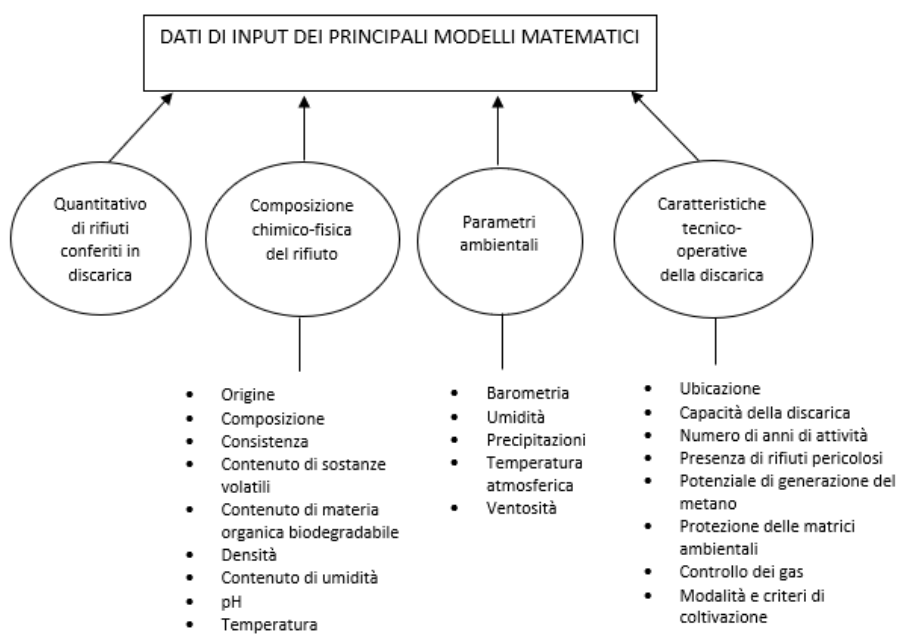 DATI DI INPUT DEI PRINCIPALI MODELLI MATEMATICI
Quantitativo
di rifiuti
conferiti in
discarica
Composizione
chimico-fisica
del rifiuto
Parametri
ambientali
Caratteristiche
tecnico-
operative
della discarica
• Origine
• Composizione
• Consistenza
• Contenuto di sostanze
volatili
• Contenuto di materia
organica biodegradabile
• Densità
• Contenuto di umidità
• pH
• Temperatura
• Barometria
• Umidità
• Precipitazioni
• Temperatura
atmosferica
• Ventosità
• Ubicazione
• Capacità della discarica
• Numero di anni di attività
• Presenza di rifiuti pericolosi
• Potenziale di generazione del
metano
• Protezione delle matrici
ambientali
• Controllo dei gas
• Modalità e criteri di
coltivazione